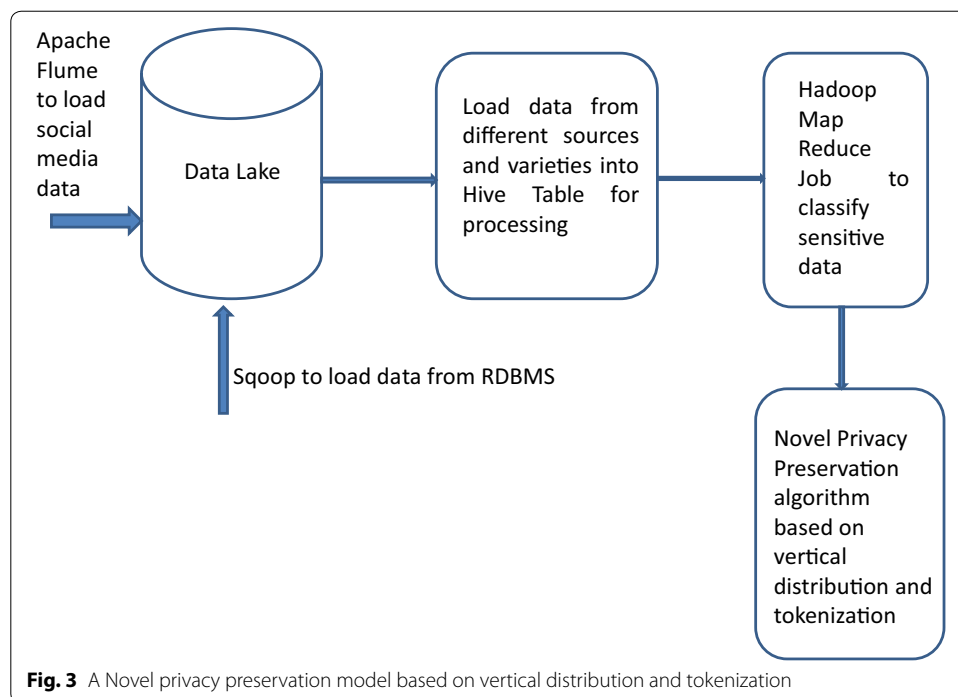 Apache
Flume
to load
social
media
data
Data Lake
Load data from
different sources
and varieties into
Hive Table for
processing
Hadoop
Map
Reduce
Job to
classify
sensitive
data
Sqoop to load data from RDBMS
Novel Privacy
Preservation
algorithm
based on
vertical
distribution and
tokenization
Fig. 3 A Novel privacy preservation model based on vertical distribution and tokenization